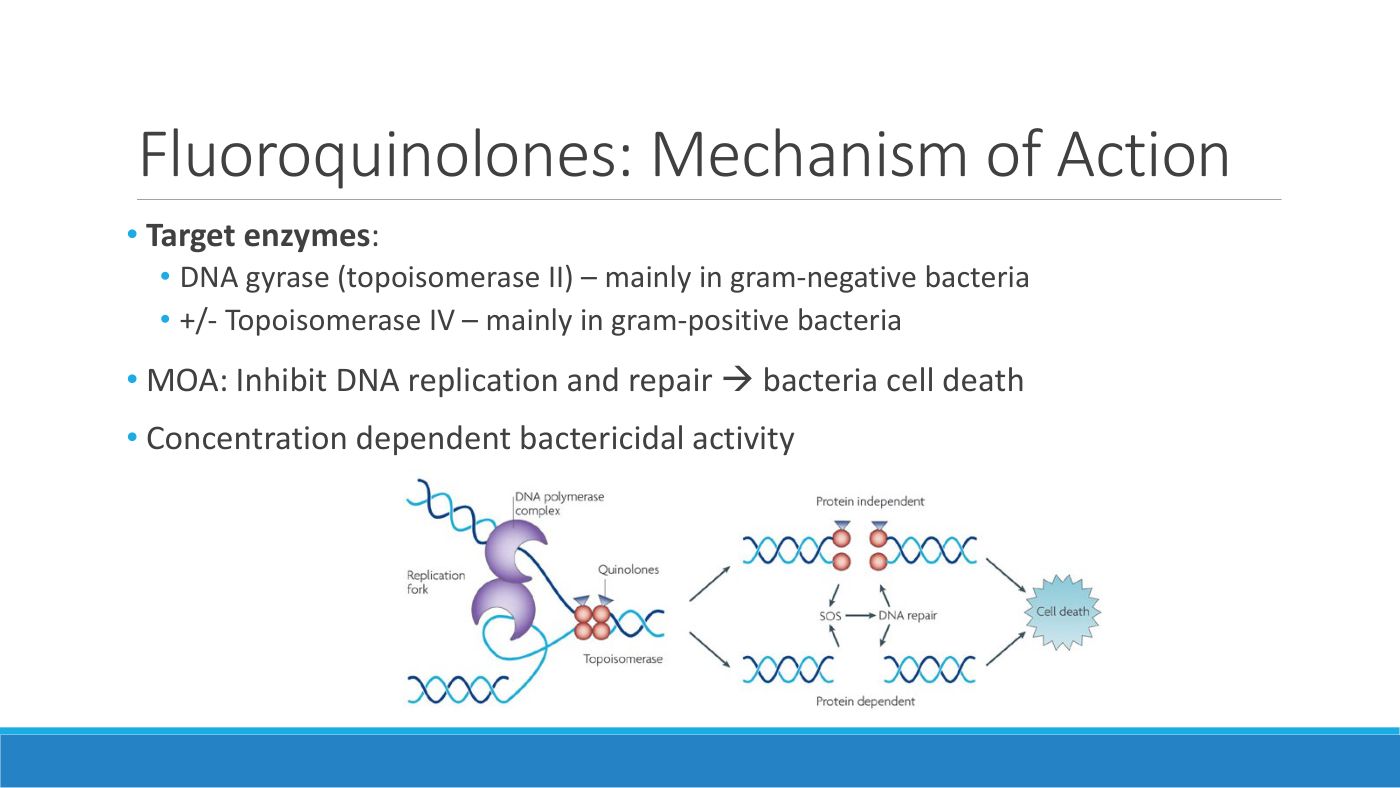 Fluoroquinolones: Mechanism of Action
• Target enzymes:
• DNA gyrase (topoisomerase II) – mainly in gram-negative bacteria
• +/- Topoisomerase IV – mainly in gram-positive bacteria
• MOA: Inhibit DNA replication and repair → bacteria cell death
• Concentration dependent bactericidal activity
DNA polymerase
complex
Replication
fork
Quinolones
Topoisomerase
Protein independent
SOS → DNA repair
Protein dependent
Cell death